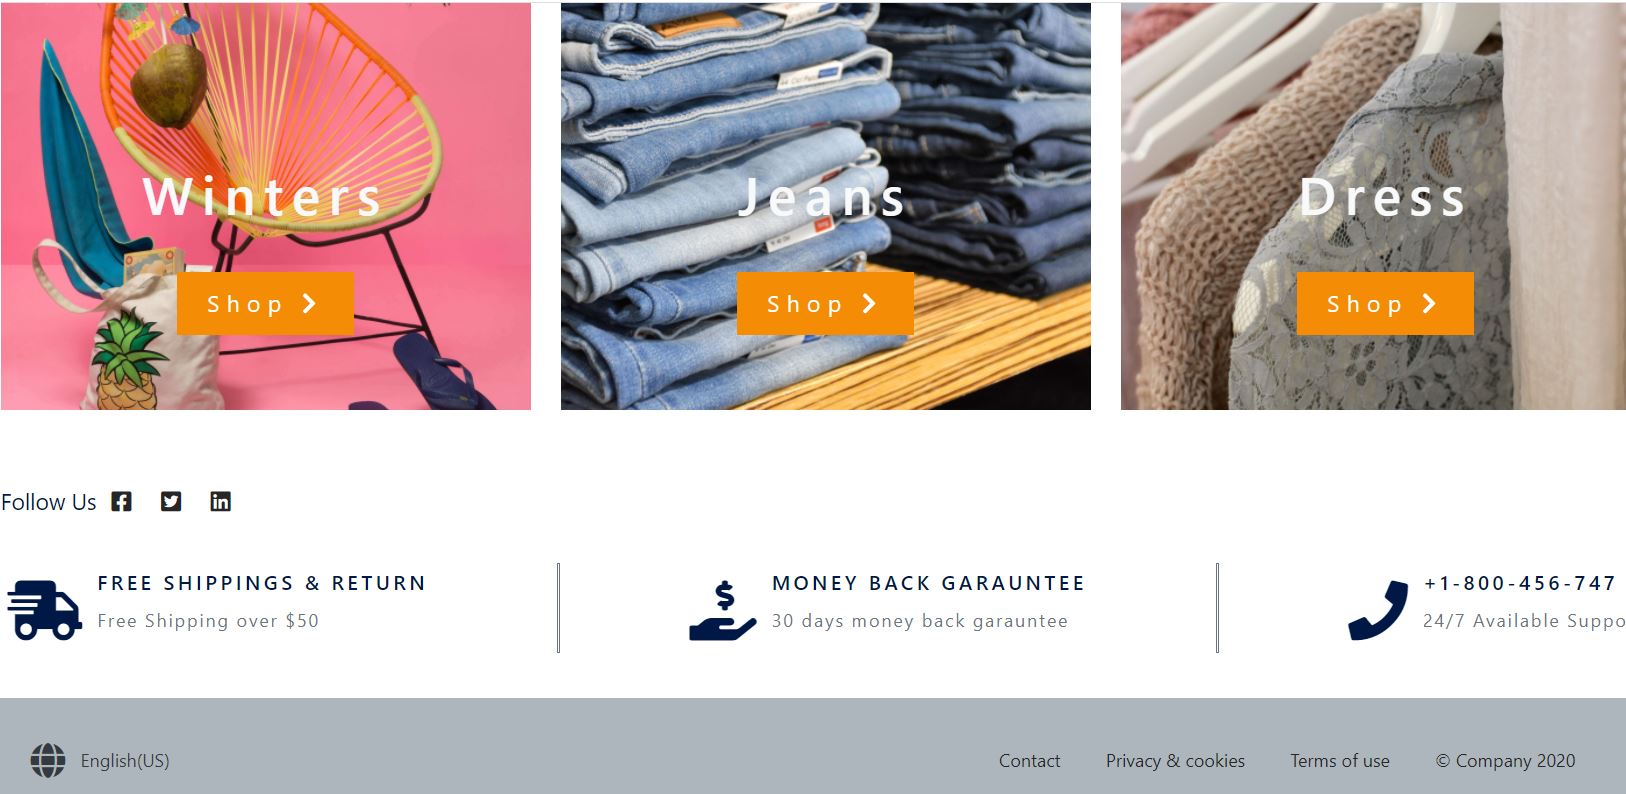 Winters
Jeans
Dress
Shop
Shop
Shop
Follow Us
FREE SHIPPINGS & RETURN
Free Shipping over $50
MONEY BACK GARAUNTEE
30 days money back garauntee
+1-800-456-747
24/7 Available Suppo
English(US)
Contact
Privacy & cookies
Terms of use
© Company 2020